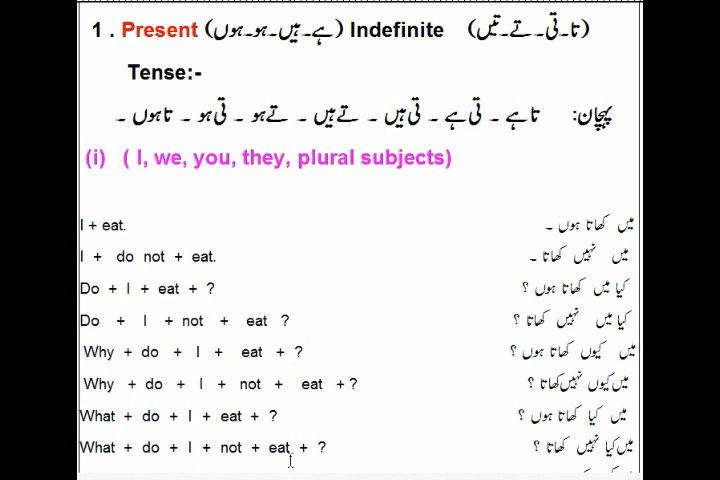 1 . Present (ہے۔ہیں۔ہو۔ہوں) Indefinite (تا۔تی۔تے۔تیں)
Tense:-
پہچان: تا ہے ۔ تی ہے ۔ تی ہیں ۔ تے ہیں ۔ تے ہو ۔ تی ہو ۔ تا ہوں ۔
(i) ( I, we, you, they, plural subjects)
I + eat. میں کھاتا ہوں ۔
I + do not + eat. میں نہیں کھاتا ۔
Do + I + eat + ? کیا میں کھاتا ہوں ؟
Do + I + not + eat ? کیا میں نہیں کھاتا ؟
Why + do + I + eat + ? میں کیوں کھاتا ہوں ؟
Why + do + I + not + eat + ? میں کیوں نہیں کھاتا ؟
What + do + I + eat + ? میں کیا کھاتا ہوں ؟
What + do + I + not + eat + ? میں کیا نہیں کھاتا ؟